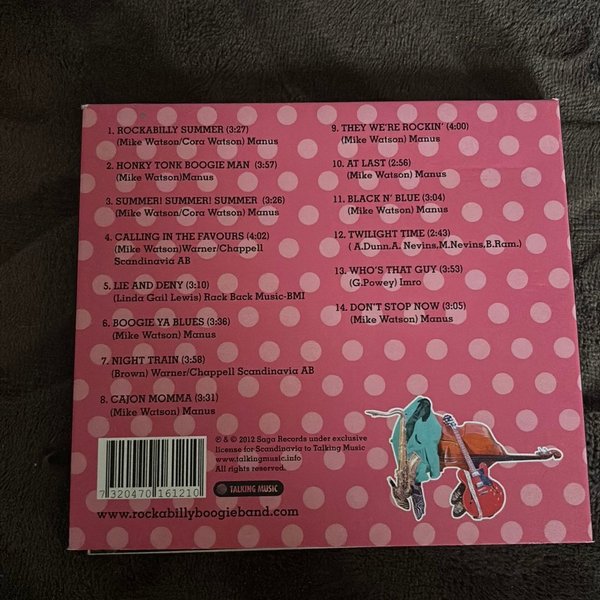 1. ROCKABILLY SUMMER (3:27)
(Mike Watson/Cora Watson) Manus
2. HONKY TONK BOOGIE MAN (3:57)
(Mike Watson)Manus
3. SUMMER! SUMMER! SUMMER (3:26)
(Mike Watson/Cora Watson) Manus
4. CALLING IN THE FAVOURS (4:02)
(Mike Watson)Warner/Chappell
Scandinavia AB
5. LIE AND DENY (3:10)
(Linda Gail Lewis) Rack Back Music-BMI
6. BOOGIE YA BLUES (3:36)
(Mike Watson) Manus
7. NIGHT TRAIN (3:58)
(Brown) Warner/Chappell Scandinavia AB
8. CAJON MOMMA (3:31)
(Mike Watson) Manus
9. THEY WE'RE ROCKIN' (4:00)
(Mike Watson) Manus
10. AT LAST (2:56)
(Mike Watson) Manus
11. BLACK N' BLUE (3:04)
(Mike Watson) Manus
12. TWILIGHT TIME (2:43)
( A.Dunn.A. Nevins,M.Nevins,B.Ram.)
13. WHO'S THAT GUY (3:53)
(G.Powey) Imro
14. DON'T STOP NOW (3:05)
(Mike Watson) Manus
7 320470 161210
℗ & © 2012 Saga Records under exclusive
license for Scandinavia to Talking Music
www.talkingmusic.info
All rights reserved.
TALKING MUSIC
www.rockabillyboogieband.com